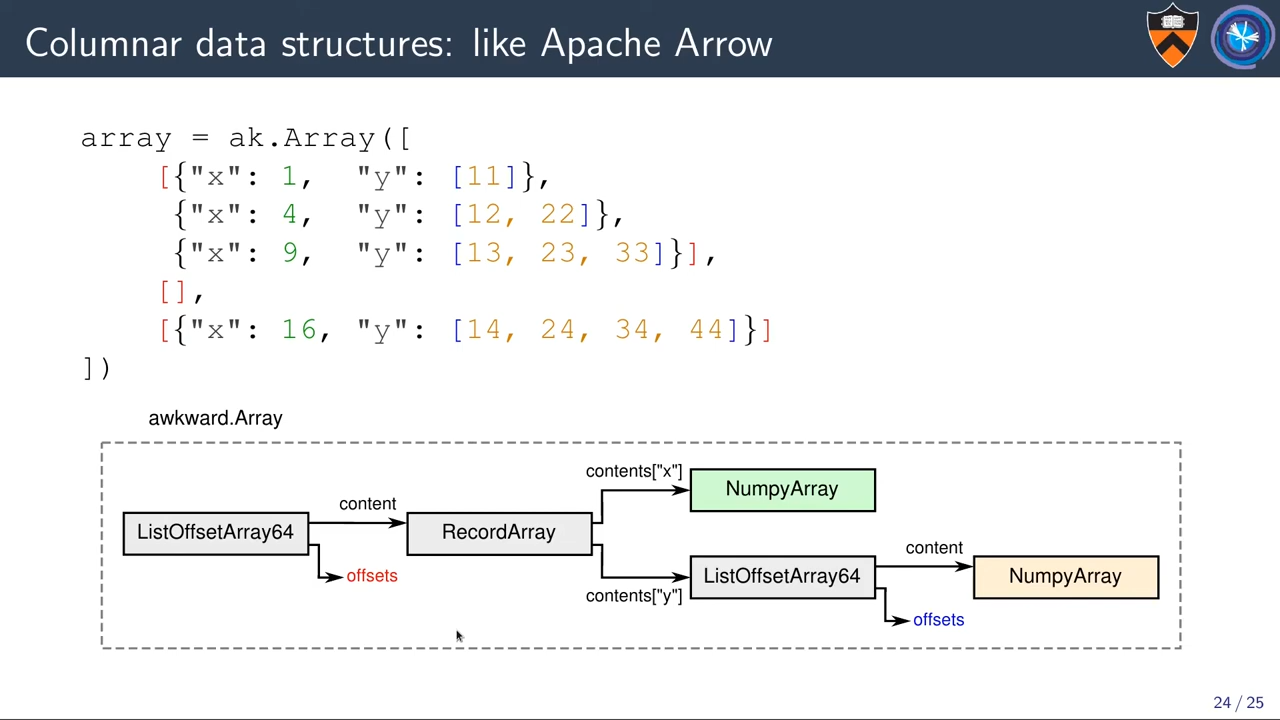 Columnar data structures: like Apache Arrow
array = ak.Array([
[{"x": 1, "y": [11]},
{"x": 4, "y": [12, 22]},
{"x": 9, "y": [13, 23, 33]}],
[],
[{"x": 16, "y": [14, 24, 34, 44]}]
])
awkward.Array
contents["x"]
NumpyArray
content
ListOffsetArray64
RecordArray
offsets
contents["y"]
ListOffsetArray64
content
NumpyArray
offsets
24 / 25